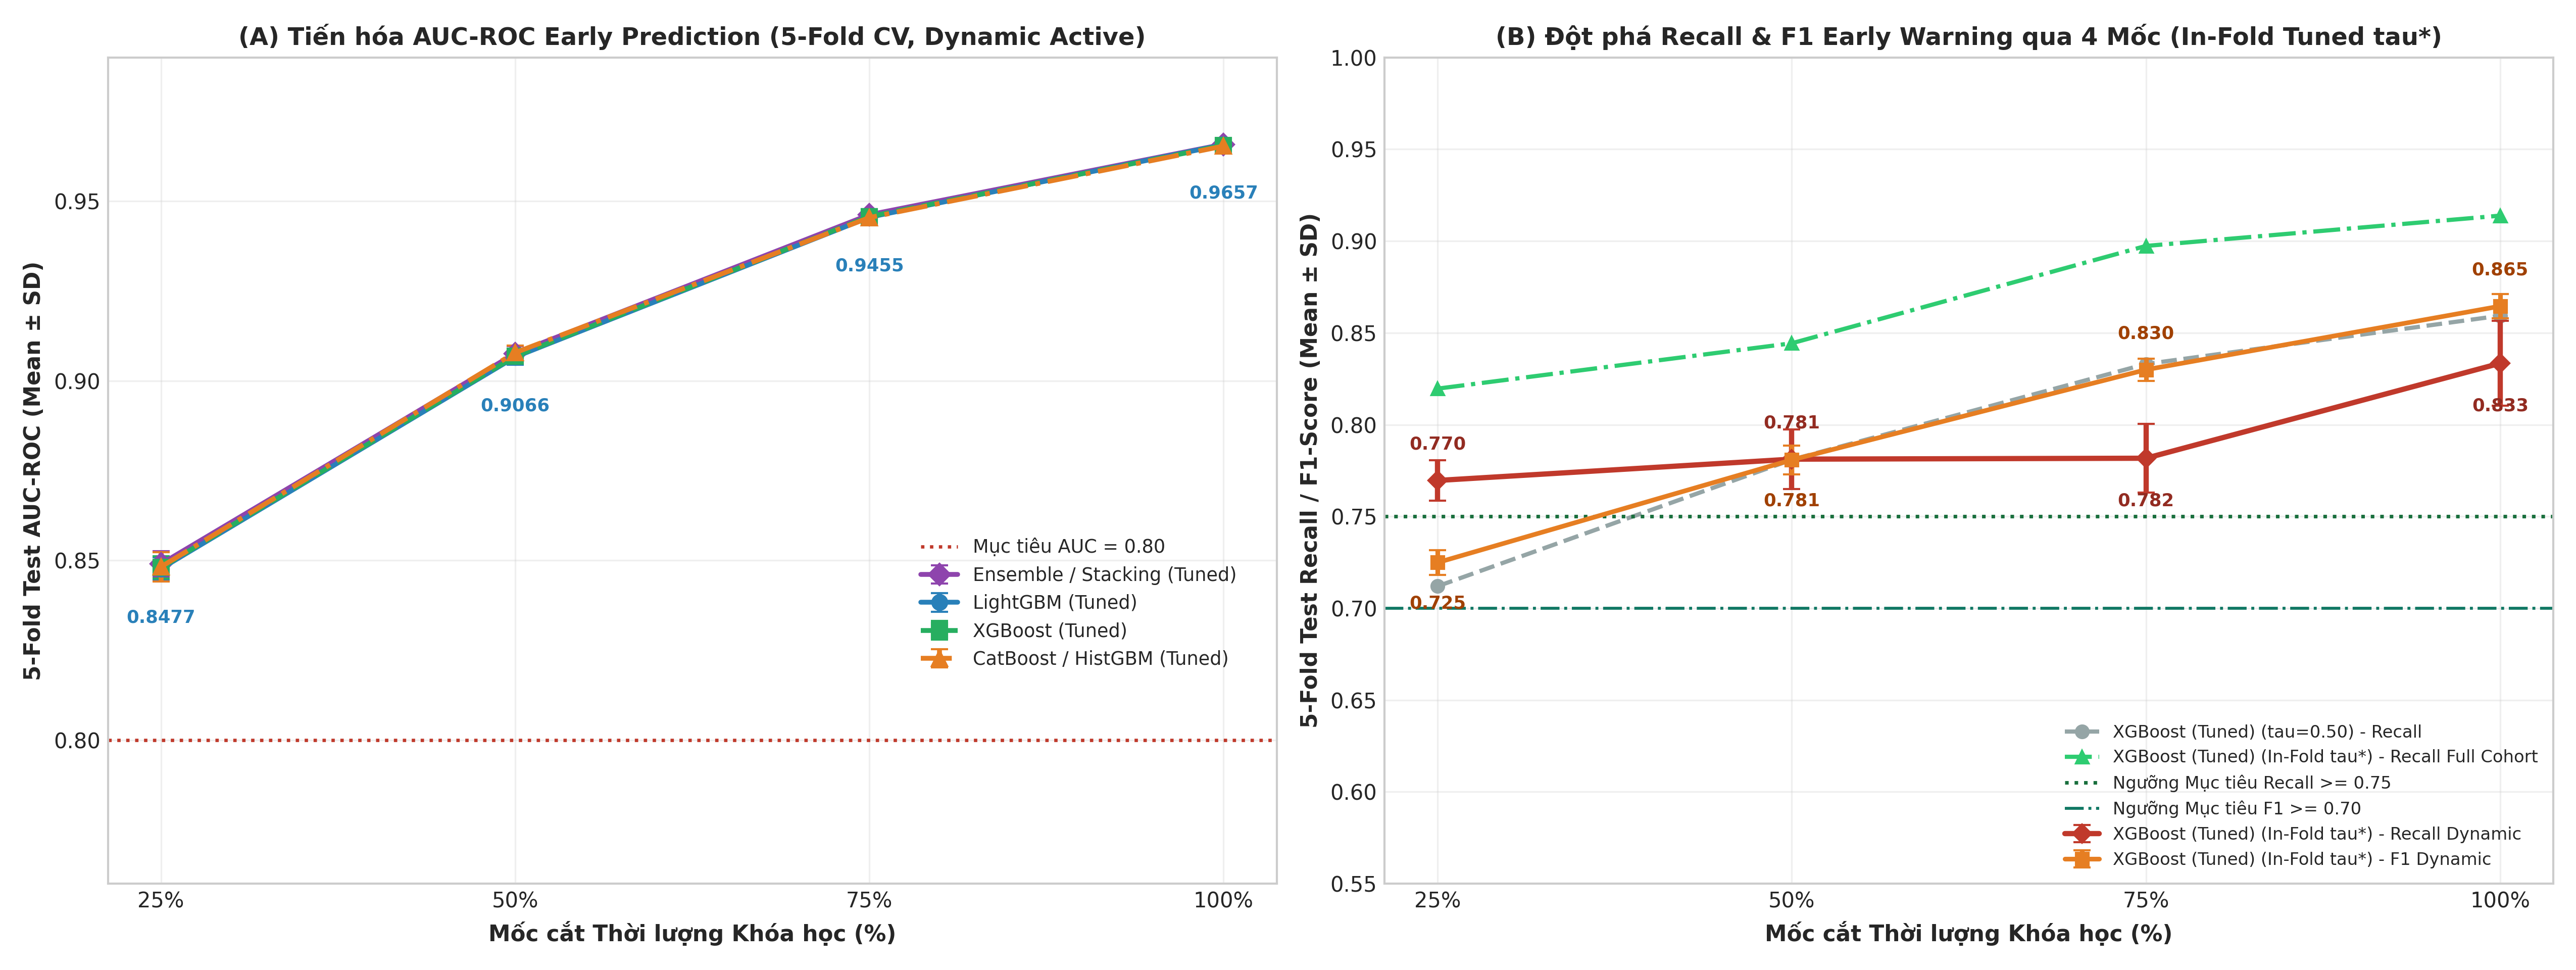 (A) Tiến hóa AUC-ROC Early Prediction (5-Fold CV, Dynamic Active)
5-Fold Test AUC-ROC (Mean ± SD)
0.95
0.90
0.85
0.80
0.8477
0.9066
0.9455
0.9657
Mục tiêu AUC = 0.80
Ensemble / Stacking (Tuned)
LightGBM (Tuned)
XGBoost (Tuned)
CatBoost / HistGBM (Tuned)
25%
50%
75%
100%
Mốc cắt Thời lượng Khóa học (%)
(B) Đột phá Recall & F1 Early Warning qua 4 Mốc (In-Fold Tuned tau*)
5-Fold Test Recall / F1-Score (Mean ± SD)
1.00
0.95
0.90
0.85
0.80
0.75
0.70
0.65
0.60
0.55
0.770
0.725
0.781
0.781
0.830
0.782
0.865
0.833
XGBoost (Tuned) (tau=0.50) - Recall
XGBoost (Tuned) (In-Fold tau*) - Recall Full Cohort
Ngưỡng Mục tiêu Recall >= 0.75
Ngưỡng Mục tiêu F1 >= 0.70
XGBoost (Tuned) (In-Fold tau*) - Recall Dynamic
XGBoost (Tuned) (In-Fold tau*) - F1 Dynamic
25%
50%
75%
100%
Mốc cắt Thời lượng Khóa học (%)